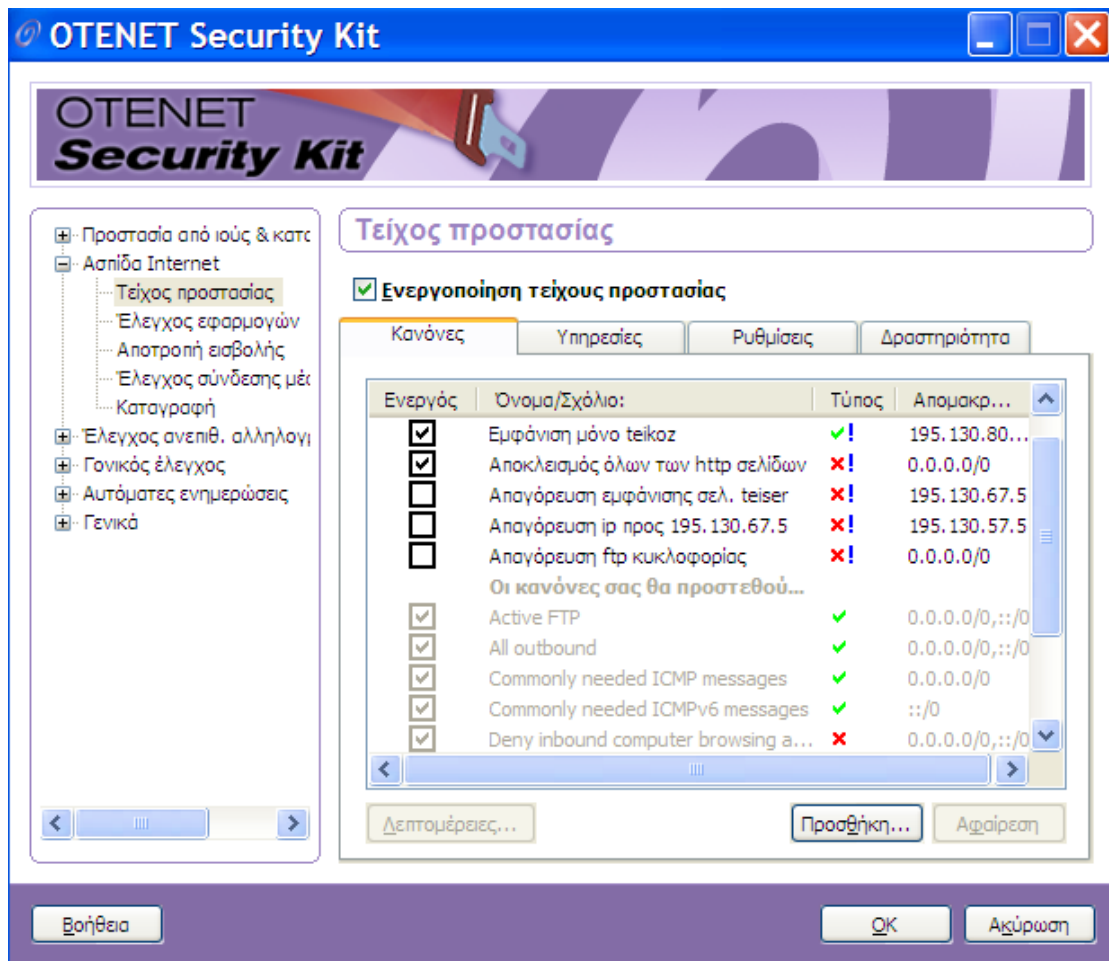 OTENET Security Kit
OTENET
Security Kit
Προστασία από ιούς & κατα
Ασπίδα Internet
Τείχος προστασίας
Έλεγχος εφαρμογών
Αποτροπή εισβολής
Έλεγχος σύνδεσης μέσ
Καταγραφή
Έλεγχος ανεπιθ. αλληλογρ
Γονικός έλεγχος
Αυτόματες ενημερώσεις
Γενικά
Τείχος προστασίας
Ενεργοποίηση τείχους προστασίας
Κανόνες Υπηρεσίες Ρυθμίσεις Δραστηριότητα
Ενεργός Όνομα/Σχόλιο: Τύπος Απομακρ...
Εμφάνιση μόνο teikoz ! 195.130.80...
Αποκλεισμός όλων των http σελίδων ! 0.0.0.0/0
Απαγόρευση εμφάνισης σελ. teiser ! 195.130.67.5
Απαγόρευση ip προς 195.130.67.5 ! 195.130.57.5
Απαγόρευση ftp κυκλοφορίας ! 0.0.0.0/0
Οι κανόνες σας θα προστεθού...
Active FTP 0.0.0.0/0,::/0
All outbound 0.0.0.0/0,::/0
Commonly needed ICMP messages 0.0.0.0/0
Commonly needed ICMPv6 messages ::/0
Deny inbound computer browsing a... 0.0.0.0/0,::/0
Λεπτομέρειες... Προσθήκη... Αφαίρεση
Βοήθεια OK Ακύρωση